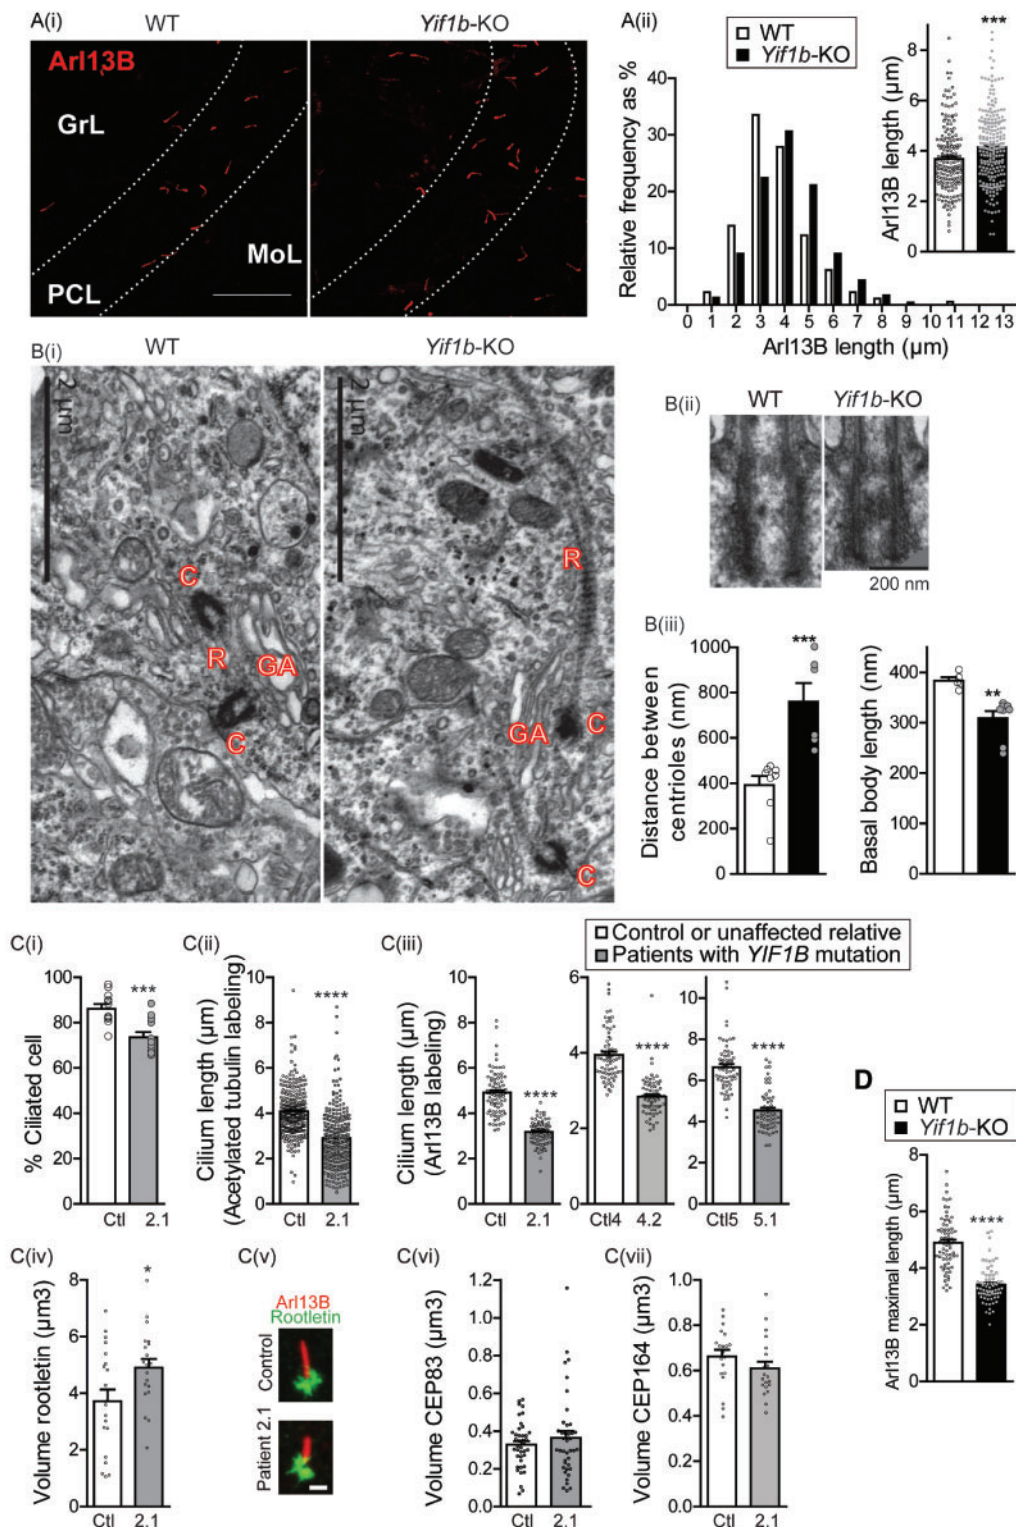 A(i)
WT
Yif1b-KO
Arl13B
GrL
MoL
PCL
A(ii)
WT
Yif1b-KO
Relative frequency as %
40
30
20
10
0
0 1 2 3 4 5 6 7 8 9 10 11 12 13
Arl13B length (µm)
***
Arl13B length (µm)
8
6
4
2
0
B(i)
WT
Yif1b-KO
2 µm
C
R
GA
C
2 µm
R
GA
C
C
B(ii)
WT
Yif1b-KO
200 nm
B(iii)
Distance between
centrioles (nm)
1000
800
600
400
200
0
***
Basal body length (nm)
400
300
200
100
0
**
Control or unaffected relative
Patients with YIF1B mutation
C(i)
% Ciliated cell
100
80
60
40
20
0
***
Ctl 2.1
C(ii)
Cilium length (µm)
(Acetylated tubulin labeling)
10
8
6
4
2
0
****
Ctl 2.1
C(iii)
Cilium length (µm)
(Arl13B labeling)
10
8
6
4
2
0
****
Ctl 2.1
6
4
2
0
****
Ctl4 4.2
10
8
6
4
2
0
****
Ctl5 5.1
D
WT
Yif1b-KO
Arl13B maximal length (µm)
8
6
4
2
0
****
C(iv)
Volume rootletin (µm3)
8
6
4
2
0
*
Ctl 2.1
C(v)
Arl13B
Rootletin
Control
Patient 2.1
C(vi)
Volume CEP83 (µm3)
1.2
1.0
0.8
0.6
0.4
0.2
0.0
Ctl 2.1
C(vii)
Volume CEP164 (µm3)
1.0
0.8
0.6
0.4
0.2
0.0
Ctl 2.1